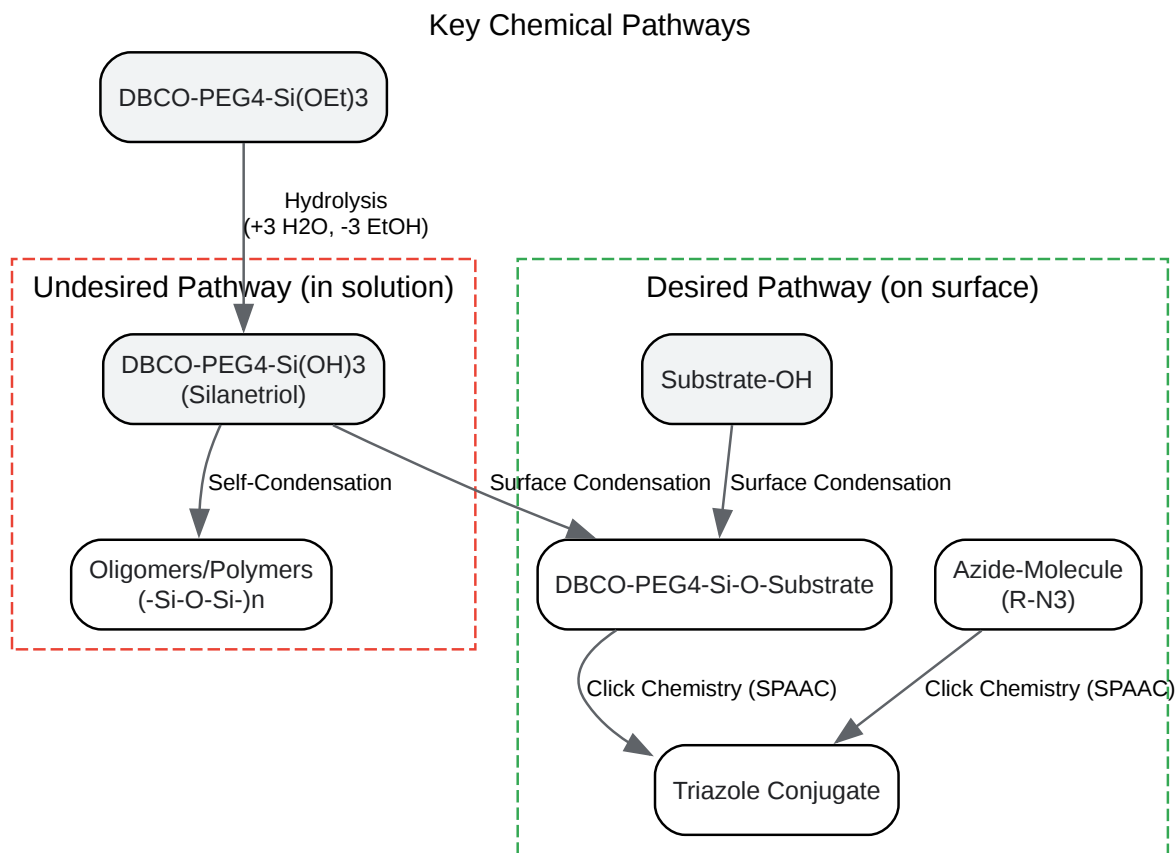 Key Chemical Pathways
DBCO-PEG4-Si(OEt)3
Hydrolysis
(+3 H2O, -3 EtOH)
Undesired Pathway (in solution)
Desired Pathway (on surface)
DBCO-PEG4-Si(OH)3
(Silanetriol)
Substrate-OH
Self-Condensation
Surface Condensation
Surface Condensation
Oligomers/Polymers
(-Si-O-Si-)n
DBCO-PEG4-Si-O-Substrate
Azide-Molecule
(R-N3)
Click Chemistry (SPAAC)
Click Chemistry (SPAAC)
Triazole Conjugate